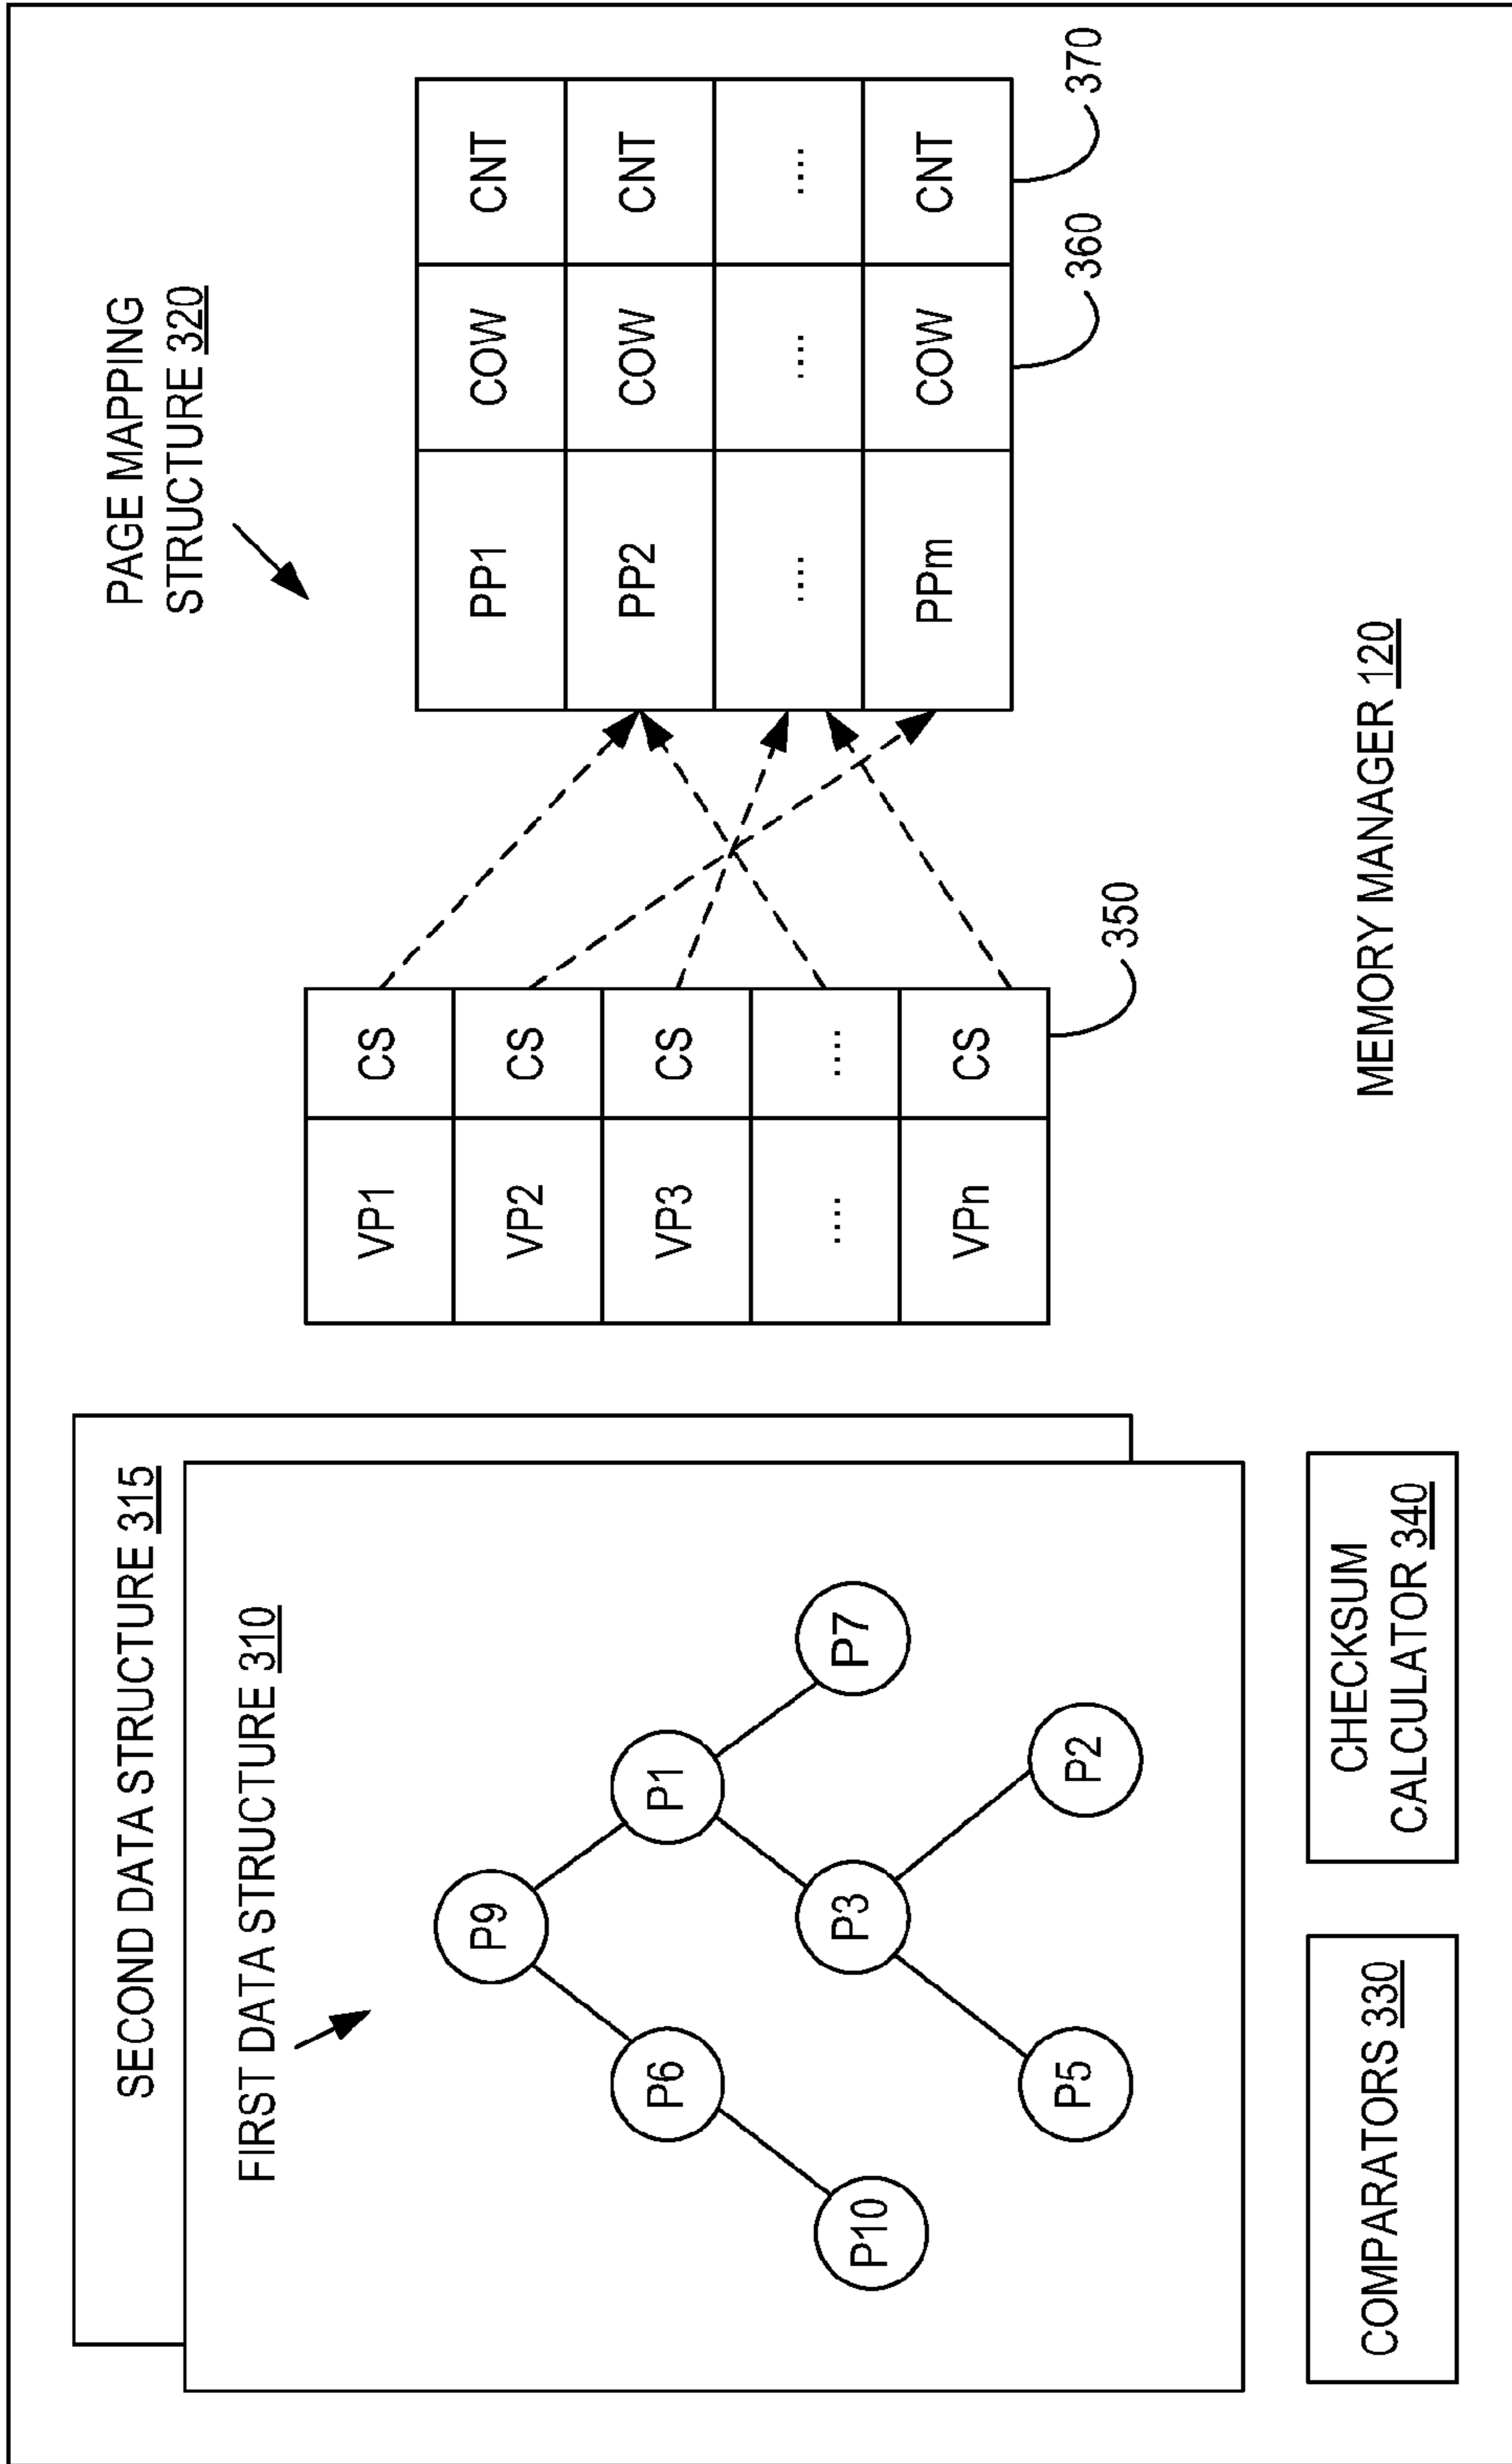 SECOND DATA STRUCTURE 315
FIRST DATA STRUCTURE 310
P9
P6
P1
P10
P3
P7
P5
P2
COMPARATORS 330
CHECKSUM
CALCULATOR 340
PAGE MAPPING
STRUCTURE 320
VP1 CS
VP2 CS
VP3 CS
.... ....
VPn CS
350
PP1 COW CNT
PP2 COW CNT
.... .... ....
PPm COW CNT
360
370
MEMORY MANAGER 120